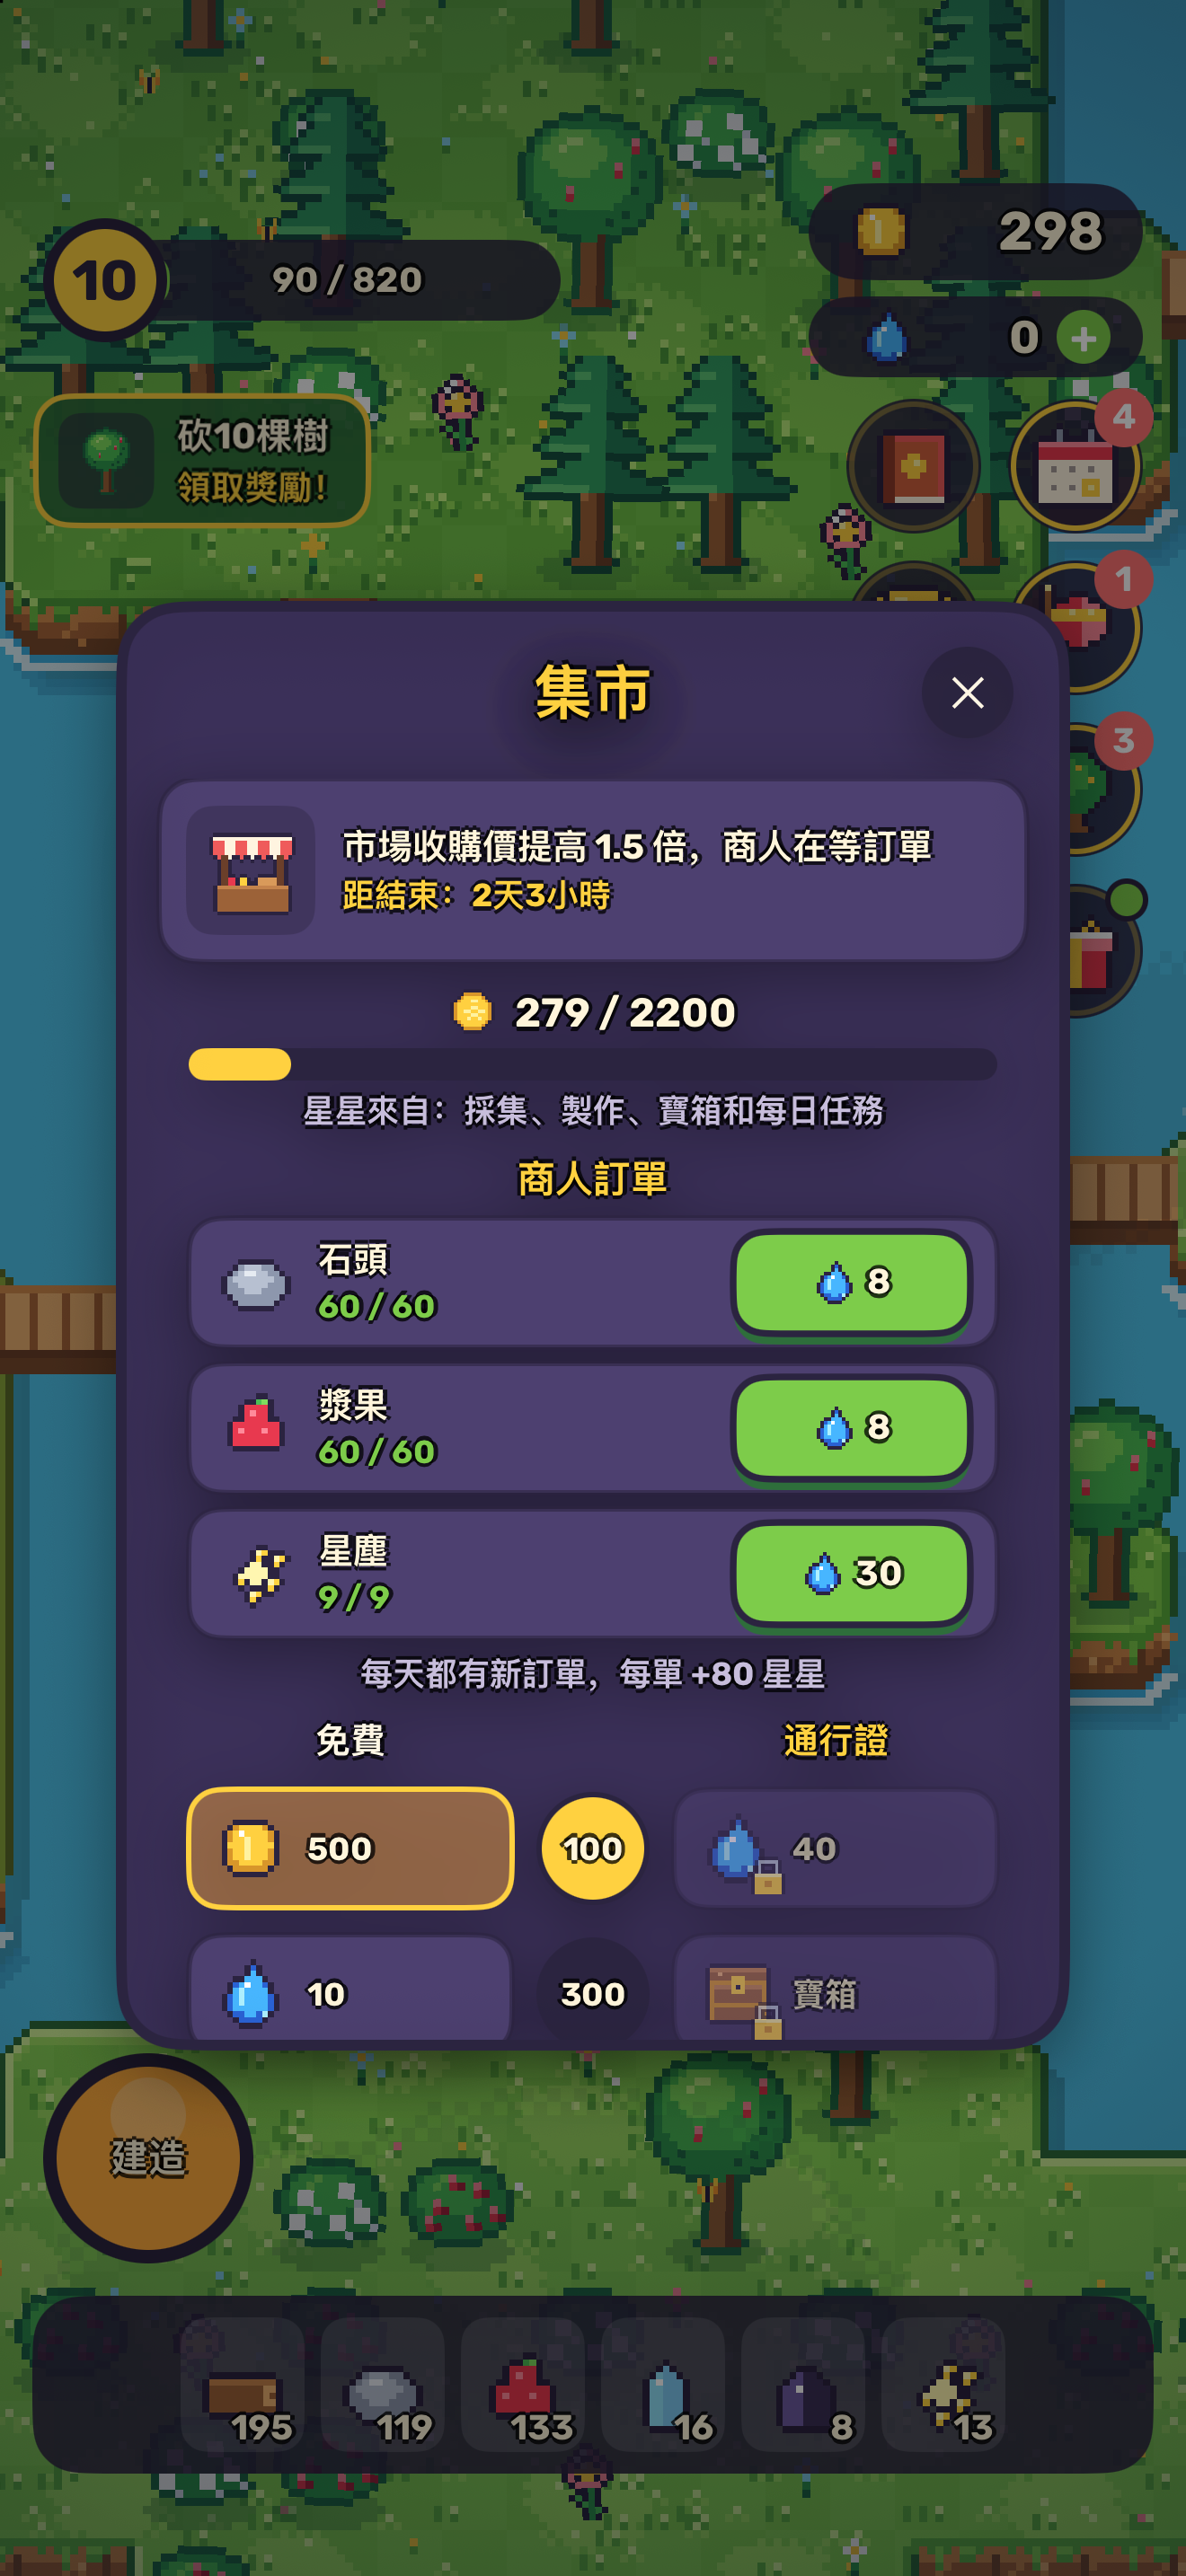 298
10
90 / 820
0 +
砍10棵樹
領取獎勵！
4
1
集市
3
市場收購價提高 1.5 倍，商人在等訂單
距結束：2天3小時
279 / 2200
星星來自：採集、製作、寶箱和每日任務
商人訂單
石頭
60 / 60
8
漿果
60 / 60
8
星塵
9 / 9
30
每天都有新訂單，每單 +80 星星
免費
通行證
500
100
40
10
300
寶箱
建造
195
119
133
16
8
13